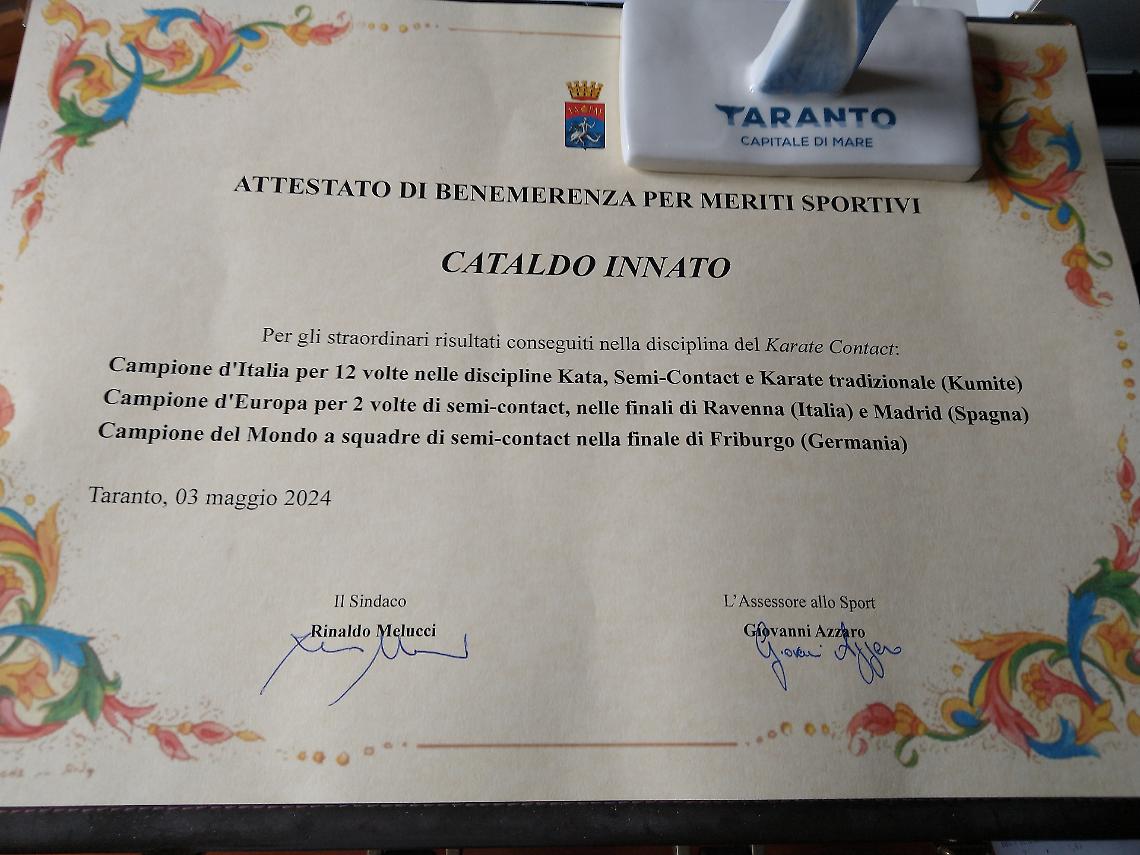 TARANTO
CAPITALE DI MARE
ATTESTATO DI BENEMERENZA PER MERITI SPORTIVI
CATALDO INNATO
Per gli straordinari risultati conseguiti nella disciplina del Karate Contact:
Campione d'Italia per 12 volte nelle discipline Kata, Semi-Contact e Karate tradizionale (Kumite)
Campione d'Europa per 2 volte di semi-contact, nelle finali di Ravenna (Italia) e Madrid (Spagna)
Campione del Mondo a squadre di semi-contact nella finale di Friburgo (Germania)
Taranto, 03 maggio 2024
Il Sindaco
Rinaldo Melucci
L'Assessore allo Sport
Giovanni Azzaro
Giovanni Azzaro